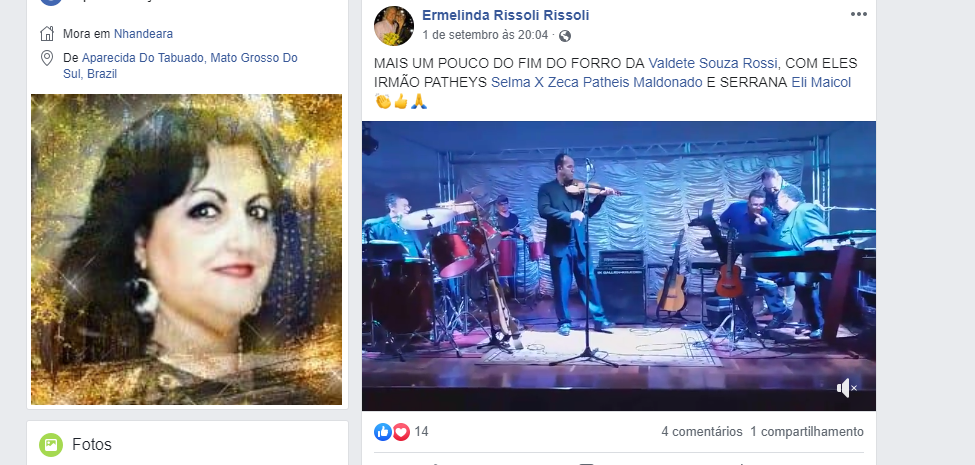 Mora em Nhandeara
De Aparecida Do Tabuado, Mato Grosso Do
Sul, Brazil
Fotos
Ermelinda Rissoli Rissoli
1 de setembro às 20:04 ·
MAIS UM POUCO DO FIM DO FORRO DA Valdete Souza Rossi, COM ELES
IRMÃO PATHEYS Selma X Zeca Patheis Maldonado E SERRANA Eli Maicol
14
4 comentários 1 compartilhamento